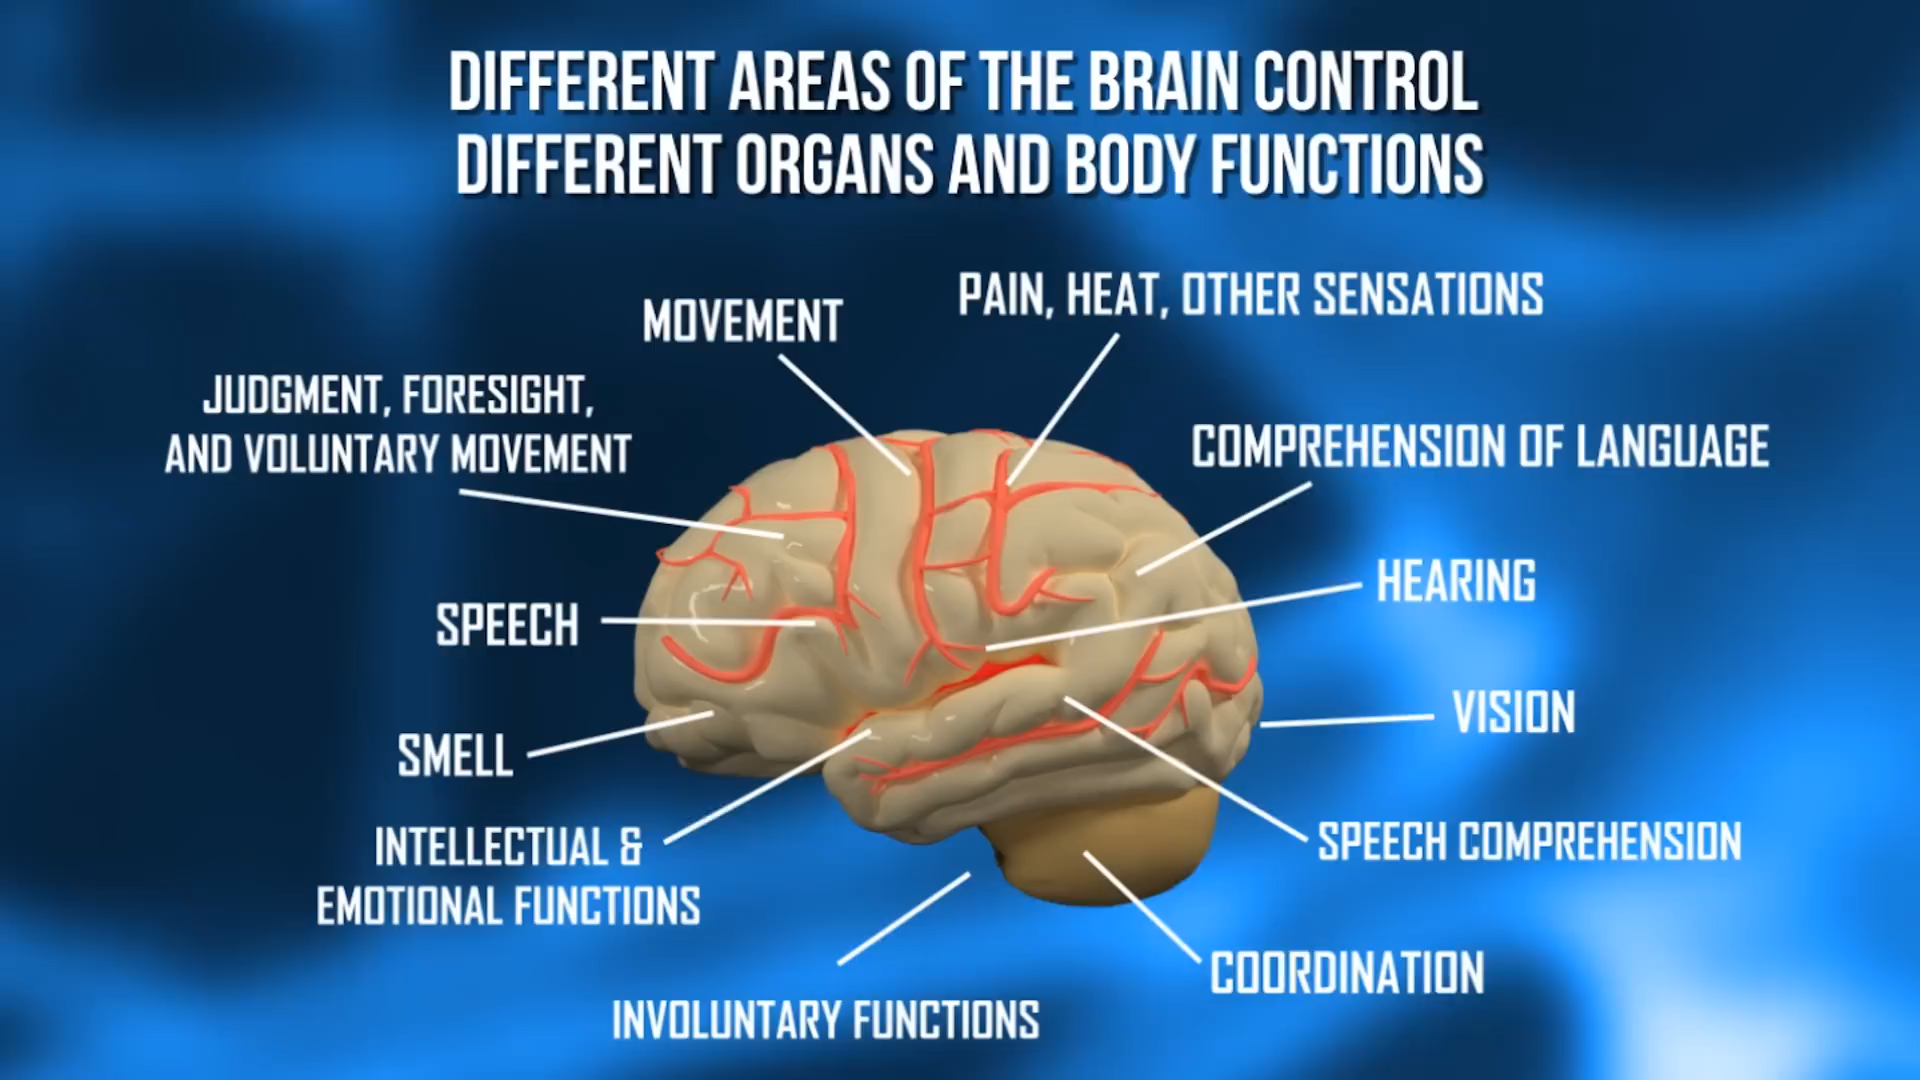 DIFFERENT AREAS OF THE BRAIN CONTROL
DIFFERENT ORGANS AND BODY FUNCTIONS
MOVEMENT
PAIN, HEAT, OTHER SENSATIONS
JUDGMENT, FORESIGHT,
AND VOLUNTARY MOVEMENT
COMPREHENSION OF LANGUAGE
HEARING
SPEECH
VISION
SMELL
INTELLECTUAL &
EMOTIONAL FUNCTIONS
SPEECH COMPREHENSION
COORDINATION
INVOLUNTARY FUNCTIONS